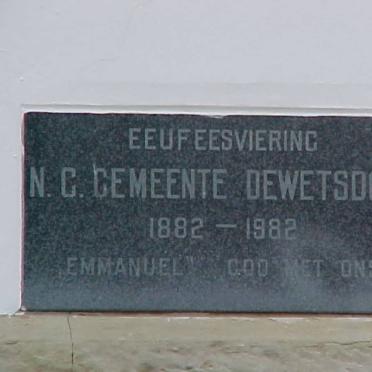 EEUFEESVIERING
N. G. GEMEENTE DEWETSDO
1882 — 1982
„EMMANUEL" GOD MET ONS